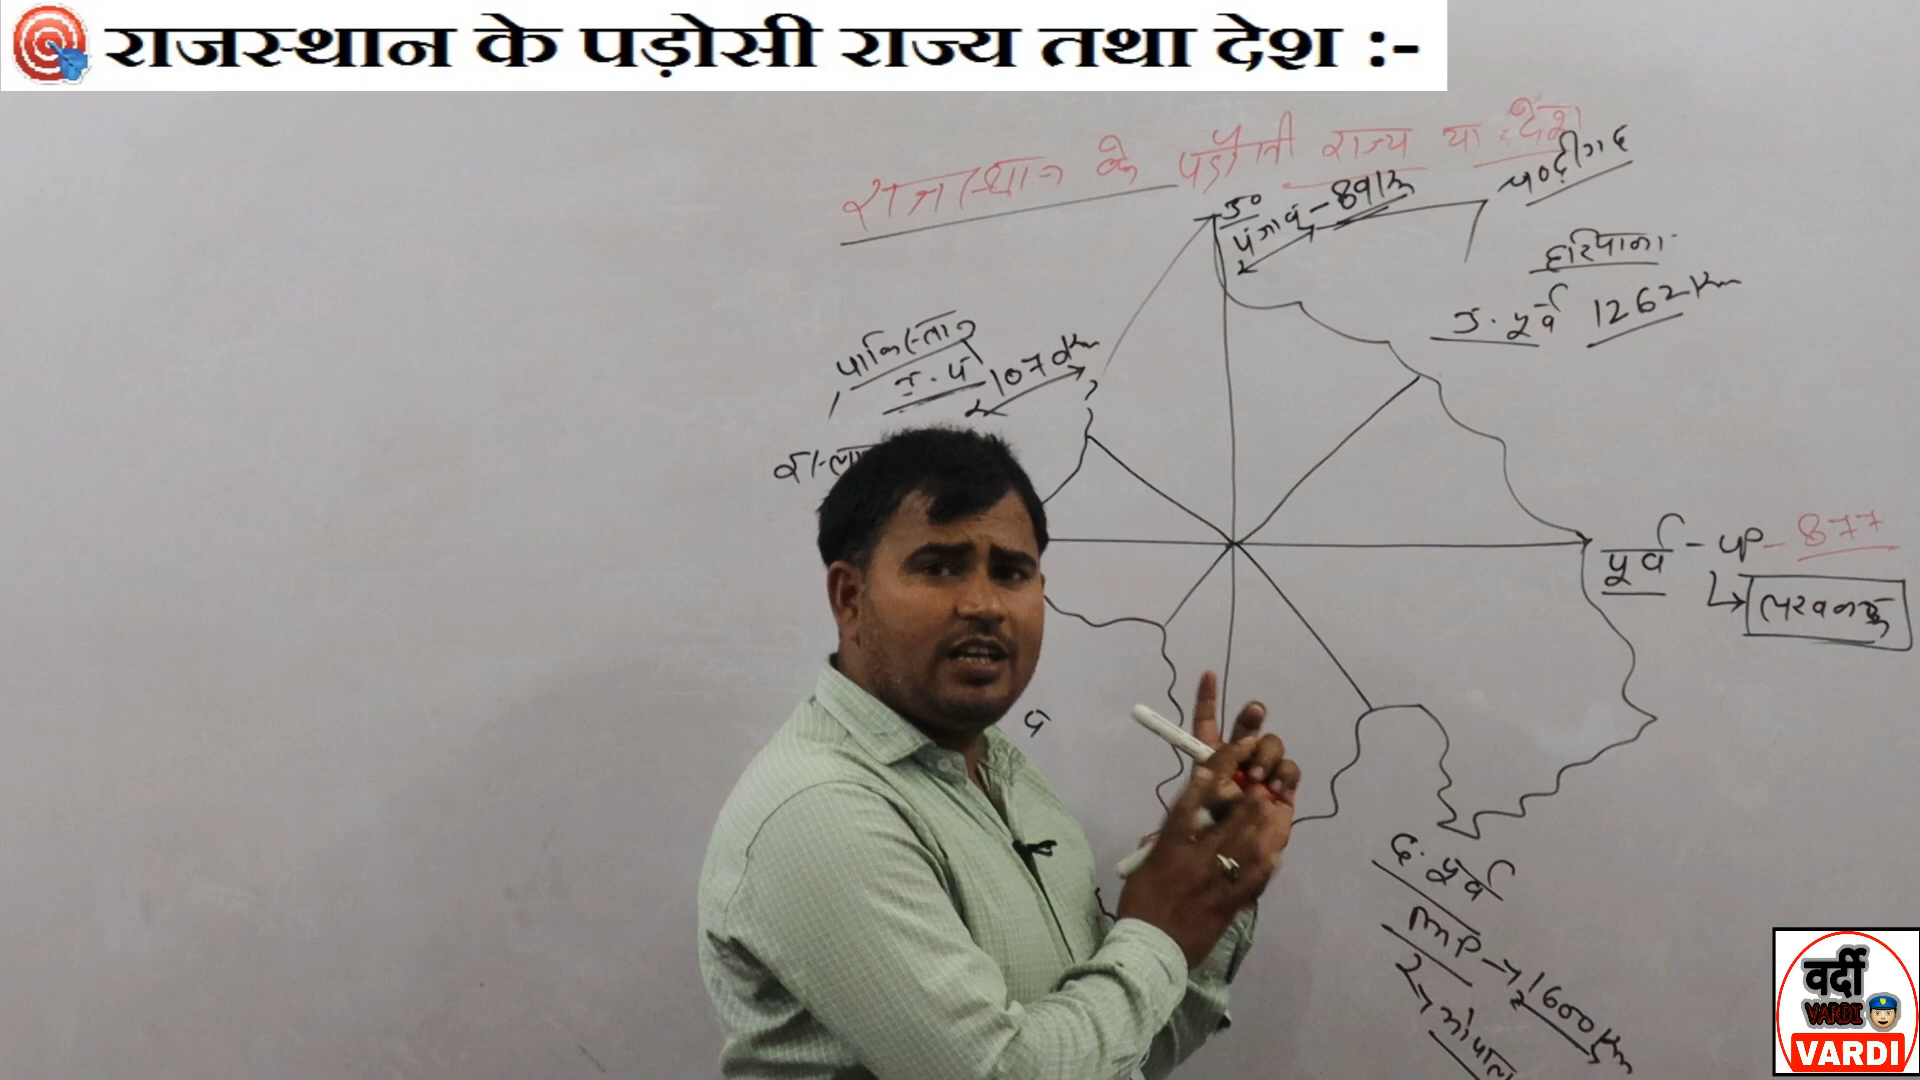 राजस्थान के पड़ोसी राज्य तथा देश :-
राजस्थान के पड़ौसी राज्य या देश
चण्डीगढ
उ०
पंजाब - 89 km
हरियाणा
उ. पूर्व 1262 Km
पाकिस्तान
उ. प
1070 km
पूर्व - UP - 877
लखनऊ
प
द. पूर्व
MP → 1600 Km
भोपाल
वर्दी
VARDI
VARDI